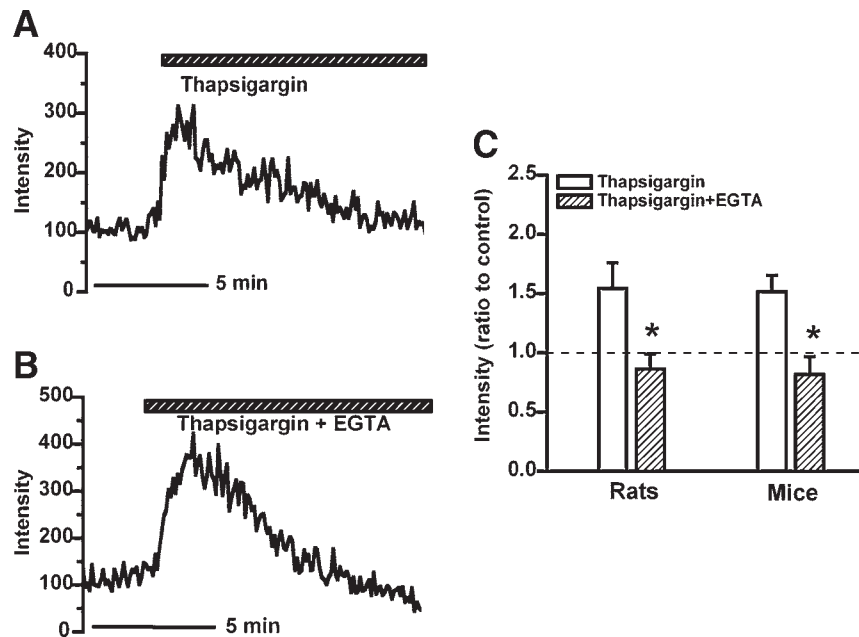 A
400
300
200
100
0
Intensity
Thapsigargin
5 min
B
500
400
300
200
100
0
Intensity
Thapsigargin + EGTA
5 min
C
2.5
2.0
1.5
1.0
0.5
0.0
Intensity (ratio to control)
Thapsigargin
Thapsigargin+EGTA
*
*
Rats
Mice